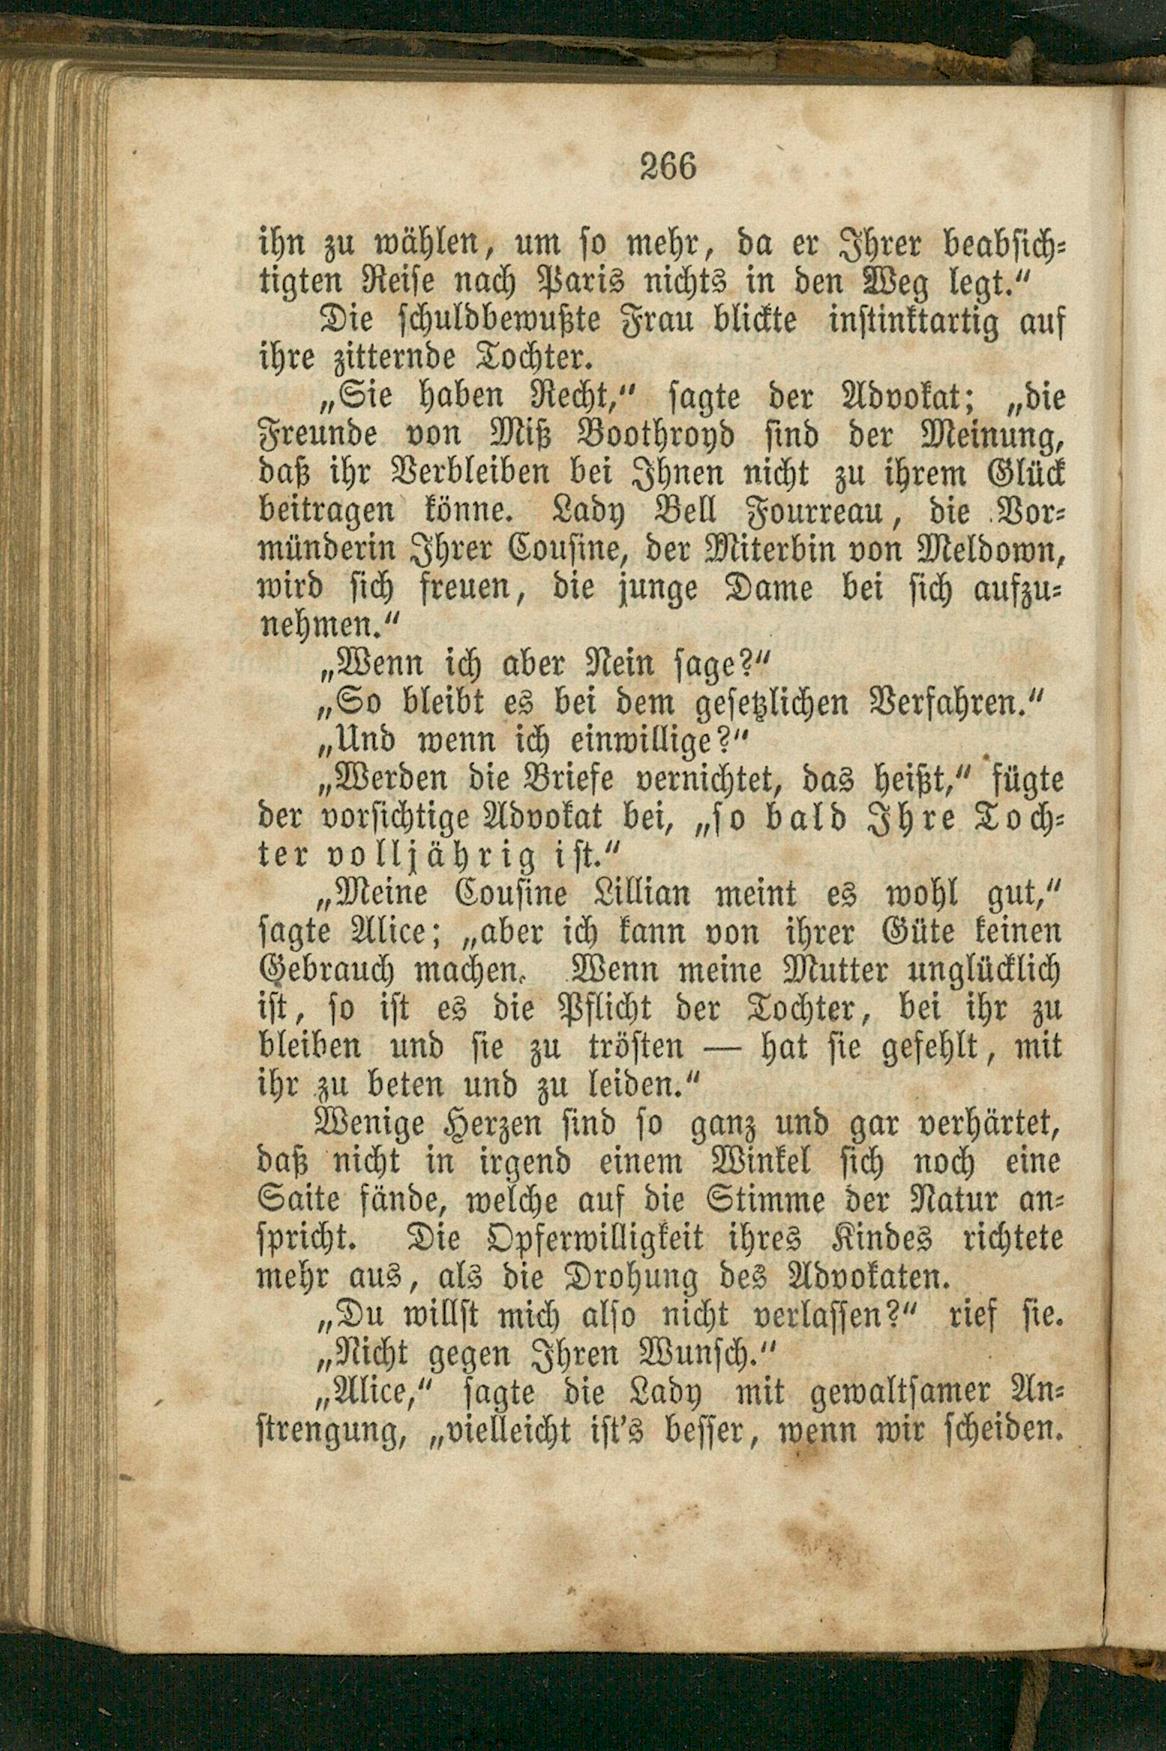 266
ihn zu wählen, um so mehr, da er Ihrer beabsich-
tigten Reise nach Paris nichts in den Weg legt.“
Die schuldbewußte Frau blickte instinktartig auf
ihre zitternde Tochter.
„Sie haben Recht,“ sagte der Advokat; „die
Freunde von Miß Boothroyd sind der Meinung,
daß ihr Verbleiben bei Ihnen nicht zu ihrem Glück
beitragen könne. Lady Bell Fourreau, die Vor-
münderin Ihrer Cousine, der Miterbin von Meldown,
wird sich freuen, die junge Dame bei sich aufzu-
nehmen.“
„Wenn ich aber Nein sage?“
„So bleibt es bei dem gesetzlichen Verfahren.“
„Und wenn ich einwillige?“
„Werden die Briefe vernichtet, das heißt,“ fügte
der vorsichtige Advokat bei, „so bald Ihre Toch-
ter volljährig ist.“
„Meine Cousine Lillian meint es wohl gut,“
sagte Alice; „aber ich kann von ihrer Güte keinen
Gebrauch machen. Wenn meine Mutter unglücklich
ist, so ist es die Pflicht der Tochter, bei ihr zu
bleiben und sie zu trösten — hat sie gefehlt, mit
ihr zu beten und zu leiden.“
Wenige Herzen sind so ganz und gar verhärtet,
daß nicht in irgend einem Winkel sich noch eine
Saite fände, welche auf die Stimme der Natur an-
spricht. Die Opferwilligkeit ihres Kindes richtete
mehr aus, als die Drohung des Advokaten.
„Du willst mich also nicht verlassen?“ rief sie.
„Nicht gegen Ihren Wunsch.“
„Alice,“ sagte die Lady mit gewaltsamer An-
strengung, „vielleicht ist's besser, wenn wir scheiden.